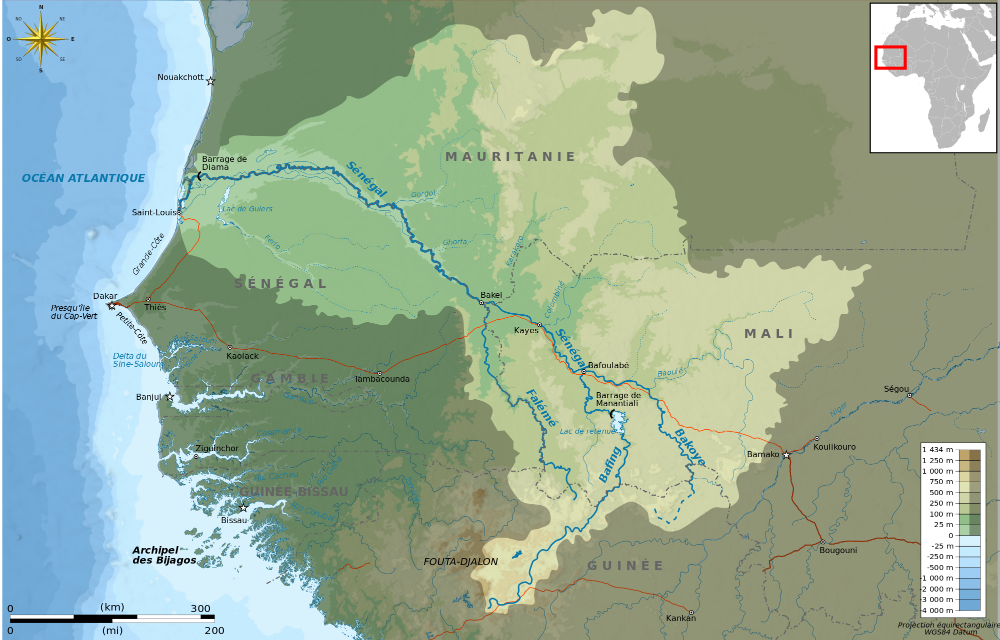 N
NO
NE
O
E
SO
SE
S
Nouakchott
MAURITANIE
Barrage de
Diama
Sénégal
OCÉAN ATLANTIQUE
Gorgol
Saint-Louis
Lac de Guiers
Ferlo
Ghorfa
Karakoro
Grande-Côte
SÉNÉGAL
Dakar
Thiès
Presqu'île
du Cap-Vert
Petite-Côte
Bakel
Colombiné
Kayes
Sénégal
MALI
Saloum
Sine
Kaolack
Delta du
Sine-Saloum
Bafoulabé
Baoulé
GAMBIE
Tambacounda
Gambie
Banjul
Barrage de
Manantiali
Falémé
Ségou
Niger
Lac de retenue
Casamance
Ziguinchor
Bakoye
Koulikouro
Bamako
Bafing
Rio Cacheu
Rio Geba
GUINÉE-BISSAU
Tominé
Rio Corubal
Bissau
Archipel
des Bijagos
FOUTA-DJALON
GUINÉE
Bougouni
Kankan
1 434 m
1 250 m
1 000 m
750 m
500 m
250 m
100 m
25 m
0
-25 m
-250 m
-500 m
-1 000 m
-2 000 m
-3 000 m
-4 000 m
0 (km) 300
0 (mi) 200
Projection équirectangulaire
WGS84 Datum